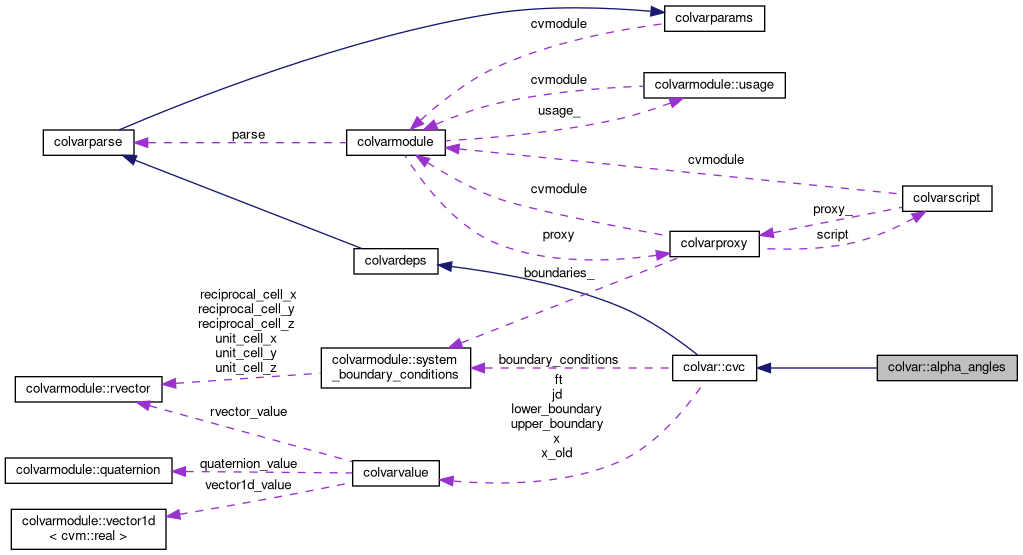 colvarparams
cvmodule
colvarmodule::usage
cvmodule
usage_
colvarparse
parse
colvarmodule
cvmodule
colvarscript
cvmodule
proxy_
script
proxy
colvarproxy
colvardeps
boundaries_
reciprocal_cell_x
reciprocal_cell_y
reciprocal_cell_z
unit_cell_x
unit_cell_y
unit_cell_z
colvarmodule::system
_boundary_conditions
boundary_conditions
colvar::cvc
colvar::alpha_angles
ft
jd
lower_boundary
upper_boundary
x
x_old
colvarmodule::rvector
rvector_value
colvarmodule::quaternion
quaternion_value
colvarvalue
vector1d_value
colvarmodule::vector1d
< cvm::real >